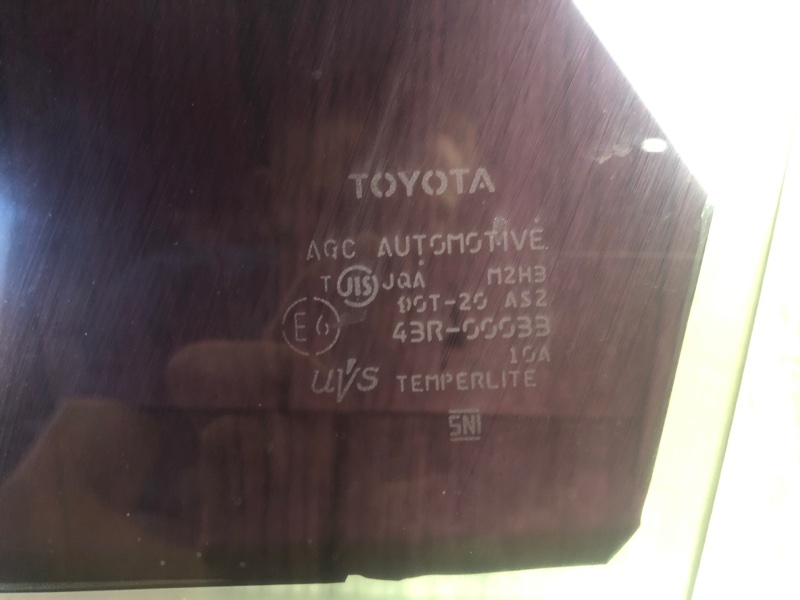 TOYOTA
AGC AUTOMOTIVE
T JIS JQA M2H3
DOT-20 AS2
E6 43R-00033
10A
UVS TEMPERLITE
SNI